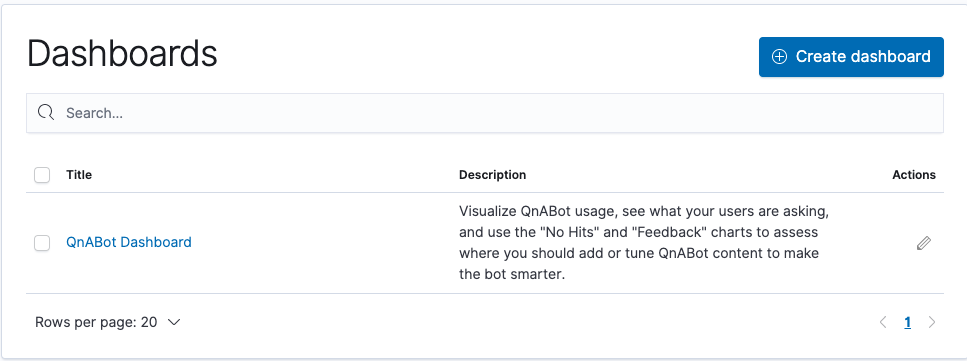 Dashboards
Create dashboard
Search...
Title Description Actions
QnABot Dashboard
Visualize QnABot usage, see what your users are asking,
and use the "No Hits" and "Feedback" charts to assess
where you should add or tune QnABot content to make
the bot smarter.
Rows per page: 20
1